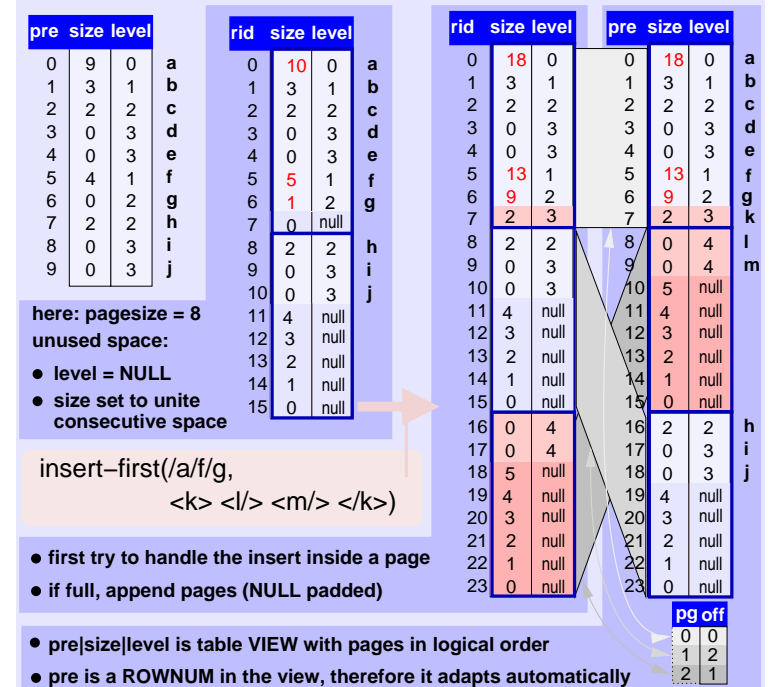 pre size level
0 9 0 a
1 3 1 b
2 2 2 c
3 0 3 d
4 0 3 e
5 4 1 f
6 0 2 g
7 2 2 h
8 0 3 i
9 0 3 j
here: pagesize = 8
unused space:
● level = NULL
● size set to unite
consecutive space
rid size level
0 10 0 a
1 3 1 b
2 2 2 c
3 0 3 d
4 0 3 e
5 5 1 f
6 1 2 g
7 0 null
8 2 2 h
9 0 3 i
10 0 3 j
11 4 null
12 3 null
13 2 null
14 1 null
15 0 null
insert–first(/a/f/g,
<k> <l/> <m/> </k>)
rid size level
0 18 0
1 3 1
2 2 2
3 0 3
4 0 3
5 13 1
6 9 2
7 2 3
8 2 2
9 0 3
10 0 3
11 4 null
12 3 null
13 2 null
14 1 null
15 0 null
16 0 4
17 0 4
18 5 null
19 4 null
20 3 null
21 2 null
22 1 null
23 0 null
pre size level
0 18 0 a
1 3 1 b
2 2 2 c
3 0 3 d
4 0 3 e
5 13 1 f
6 9 2 g
7 2 3 k
8 0 4 l
9 0 4 m
10 5 null
11 4 null
12 3 null
13 2 null
14 1 null
15 0 null
16 2 2 h
17 0 3 i
18 0 3 j
19 4 null
20 3 null
21 2 null
22 1 null
23 0 null
● first try to handle the insert inside a page
● if full, append pages (NULL padded)
● pre|size|level is table VIEW with pages in logical order
● pre is a ROWNUM in the view, therefore it adapts automatically
pg off
0 0
1 2
2 1